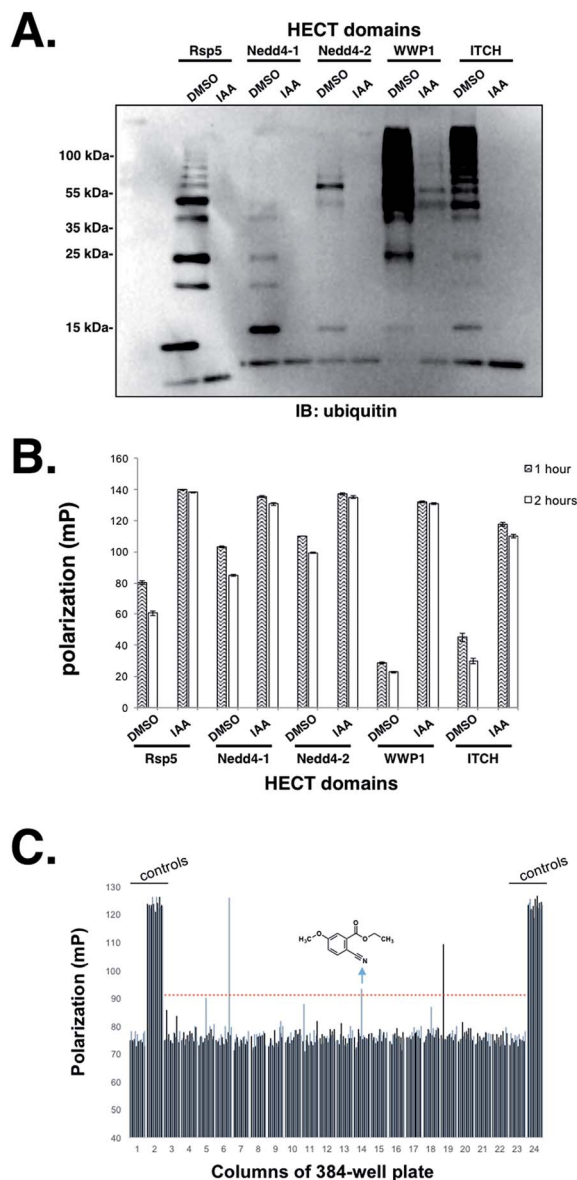 A.
HECT domains
Rsp5 Nedd4-1 Nedd4-2 WWP1 ITCH
DMSO IAA DMSO IAA DMSO IAA DMSO IAA DMSO IAA
100 kDa-
55 kDa-
35 kDa-
25 kDa-
15 kDa-
IB: ubiquitin
B.
polarization (mP)
160
140
120
100
80
60
40
20
0
1 hour
2 hours
DMSO IAA DMSO IAA DMSO IAA DMSO IAA DMSO IAA
Rsp5 Nedd4-1 Nedd4-2 WWP1 ITCH
HECT domains
C.
controls controls
Polarization (mP)
130
120
110
100
90
80
70
60
50
40
H₃C O O O CH₃ N
1 2 3 4 5 6 7 8 9 10 11 12 13 14 15 16 17 18 19 20 21 22 23 24
Columns of 384-well plate